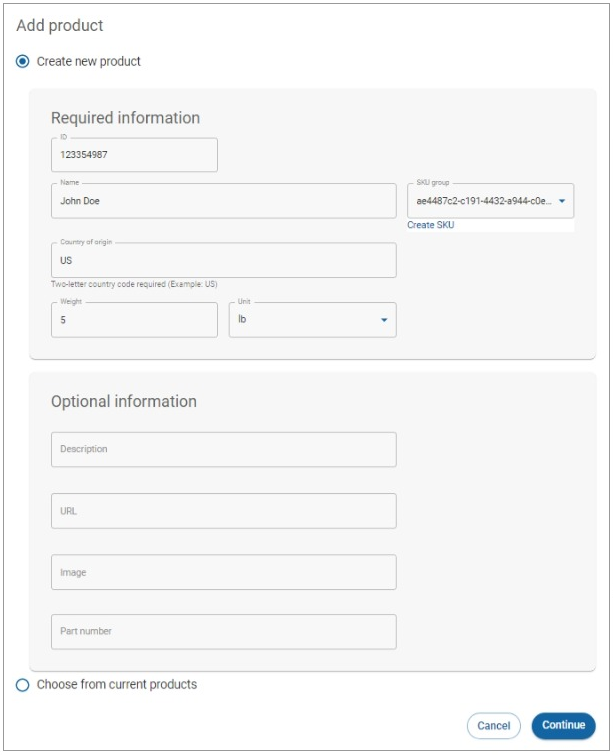 Add product
Create new product
Required information
ID
123354987
Name
John Doe
SKU group
ae4487c2-c191-4432-a944-c0e...
Create SKU
Country of origin
US
Two-letter country code required (Example: US)
Weight
5
Unit
lb
Optional information
Description
URL
Image
Part number
Choose from current products
Cancel
Continue